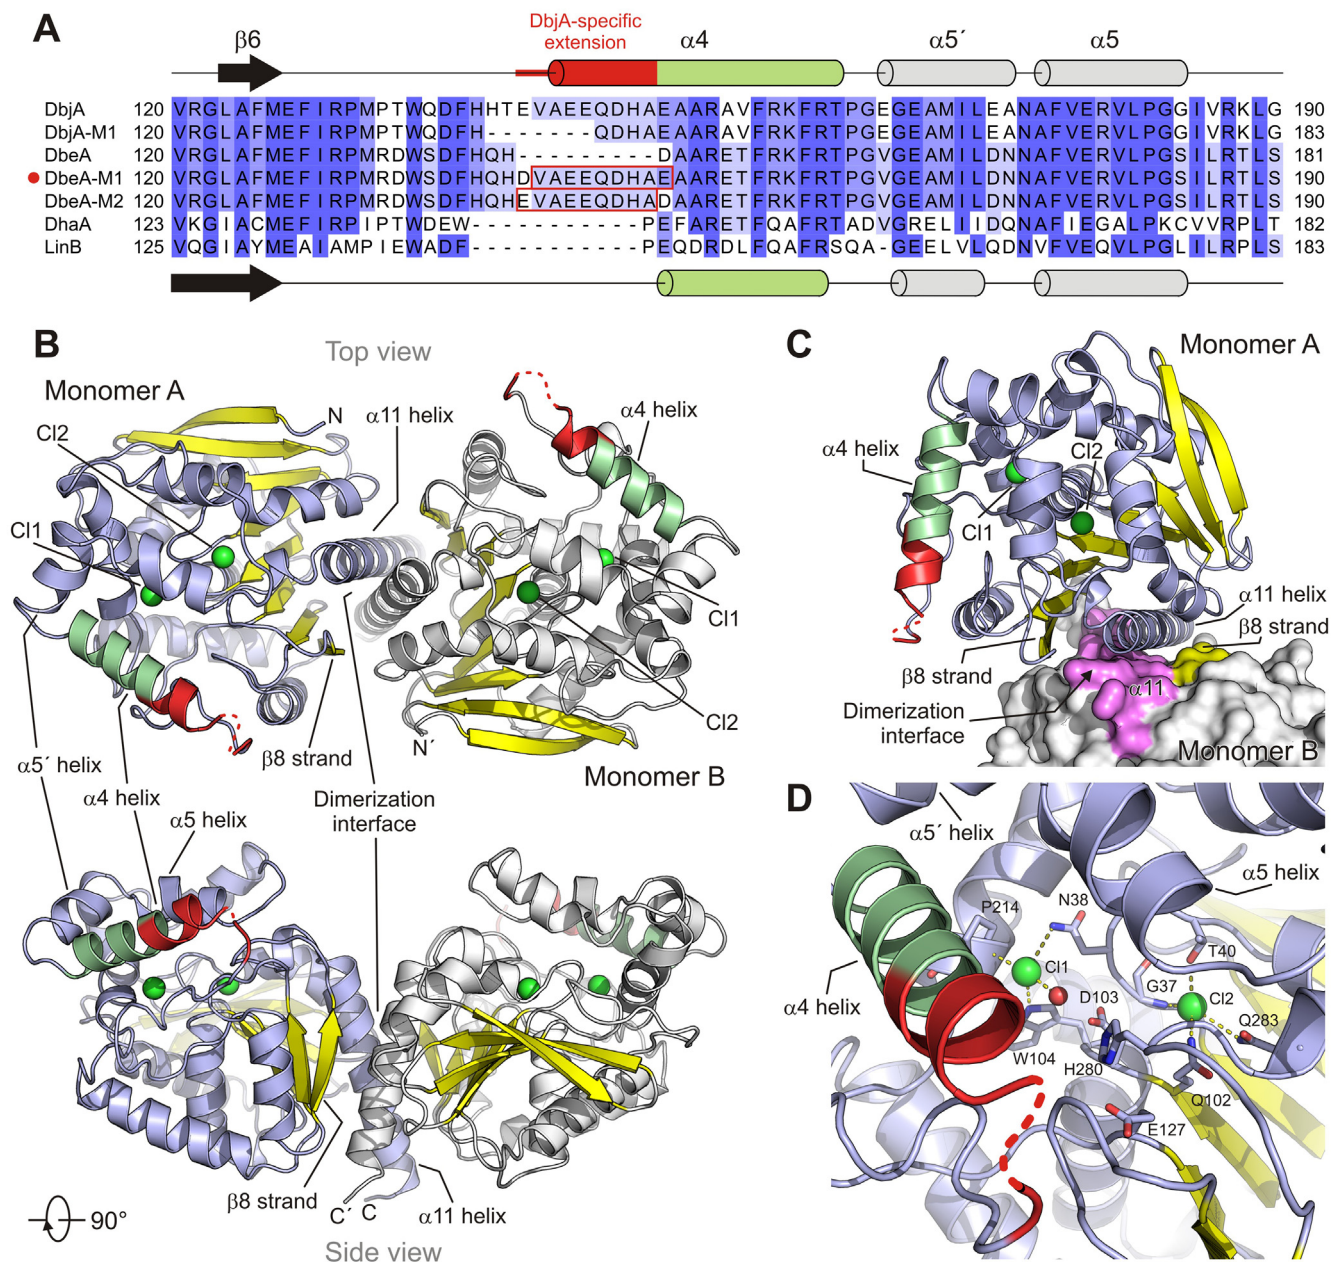 A
DbjA-specific
extension
β6
α4
α5´
α5
DbjA 120 VRGLAFMEFIRPMPTWQDFHHTEVAEEQDHAEAARAVFRKFRTPGEGEAMILEANAFVERVLPGGIVRKLG 190
DbjA-M1 120 VRGLAFMEFIRPMPTWQDFH-------QDHAEAARAVFRKFRTPGEGEAMILEANAFVERVLPGGIVRKLG 183
DbeA 120 VRGLAFMEFIRPMRDWSDFHQH---------DAARETFRKFRTPGVGEAMILDNNAFVERVLPGSILRTLS 181
DbeA-M1 120 VRGLAFMEFIRPMRDWSDFHQHDVAEEQDHAEAARETFRKFRTPGVGEAMILDNNAFVERVLPGSILRTLS 190
DbeA-M2 120 VRGLAFMEFIRPMRDWSDFHQHEVAEEQDHADAARETFRKFRTPGVGEAMILDNNAFVERVLPGSILRTLS 190
DhaA 123 VKGIACMEFIRPIPTWDEW-----------PEFARETFQAFRTADVGRELIIDQNAFIEGALPKCVVRPLT 182
LinB 125 VQGIAYMEAIAMPIEWADF-----------PEQDRDLFQAFRSQA-GEELVLQDNVFVEQVLPGLILRPLS 183
B
Top view
Monomer A
N
α11 helix
α4 helix
Cl2
Cl1
Cl1
Cl2
N´
β8 strand
Monomer B
α5´ helix
α4 helix
Dimerization
interface
α5 helix
β8 strand
C´ C
α11 helix
90°
Side view
C
Monomer A
α4 helix
Cl2
Cl1
α11 helix
β8 strand
β8 strand
α11
Dimerization
interface
Monomer B
D
α5´ helix
α5 helix
P214
N38
T40
Cl1
G37
Cl2
α4 helix
D103
Q283
W104
H280
Q102
E127